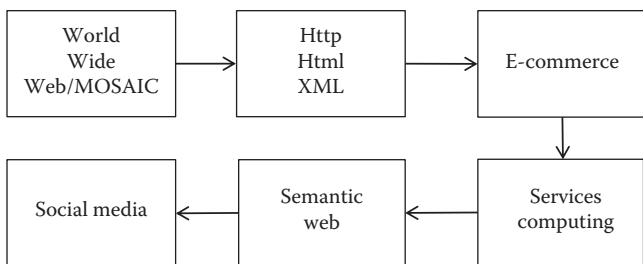 World
Wide
Web/MOSAIC
Http
Html
XML
E-commerce
Services
computing
Semantic
web
Social media